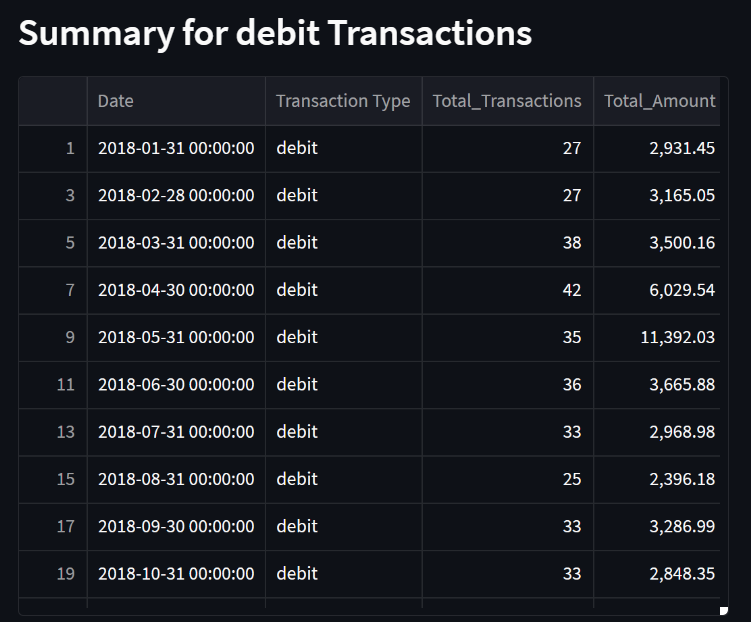 Summary for debit Transactions
Date Transaction Type Total_Transactions Total_Amount
1 2018-01-31 00:00:00 debit 27 2,931.45
3 2018-02-28 00:00:00 debit 27 3,165.05
5 2018-03-31 00:00:00 debit 38 3,500.16
7 2018-04-30 00:00:00 debit 42 6,029.54
9 2018-05-31 00:00:00 debit 35 11,392.03
11 2018-06-30 00:00:00 debit 36 3,665.88
13 2018-07-31 00:00:00 debit 33 2,968.98
15 2018-08-31 00:00:00 debit 25 2,396.18
17 2018-09-30 00:00:00 debit 33 3,286.99
19 2018-10-31 00:00:00 debit 33 2,848.35